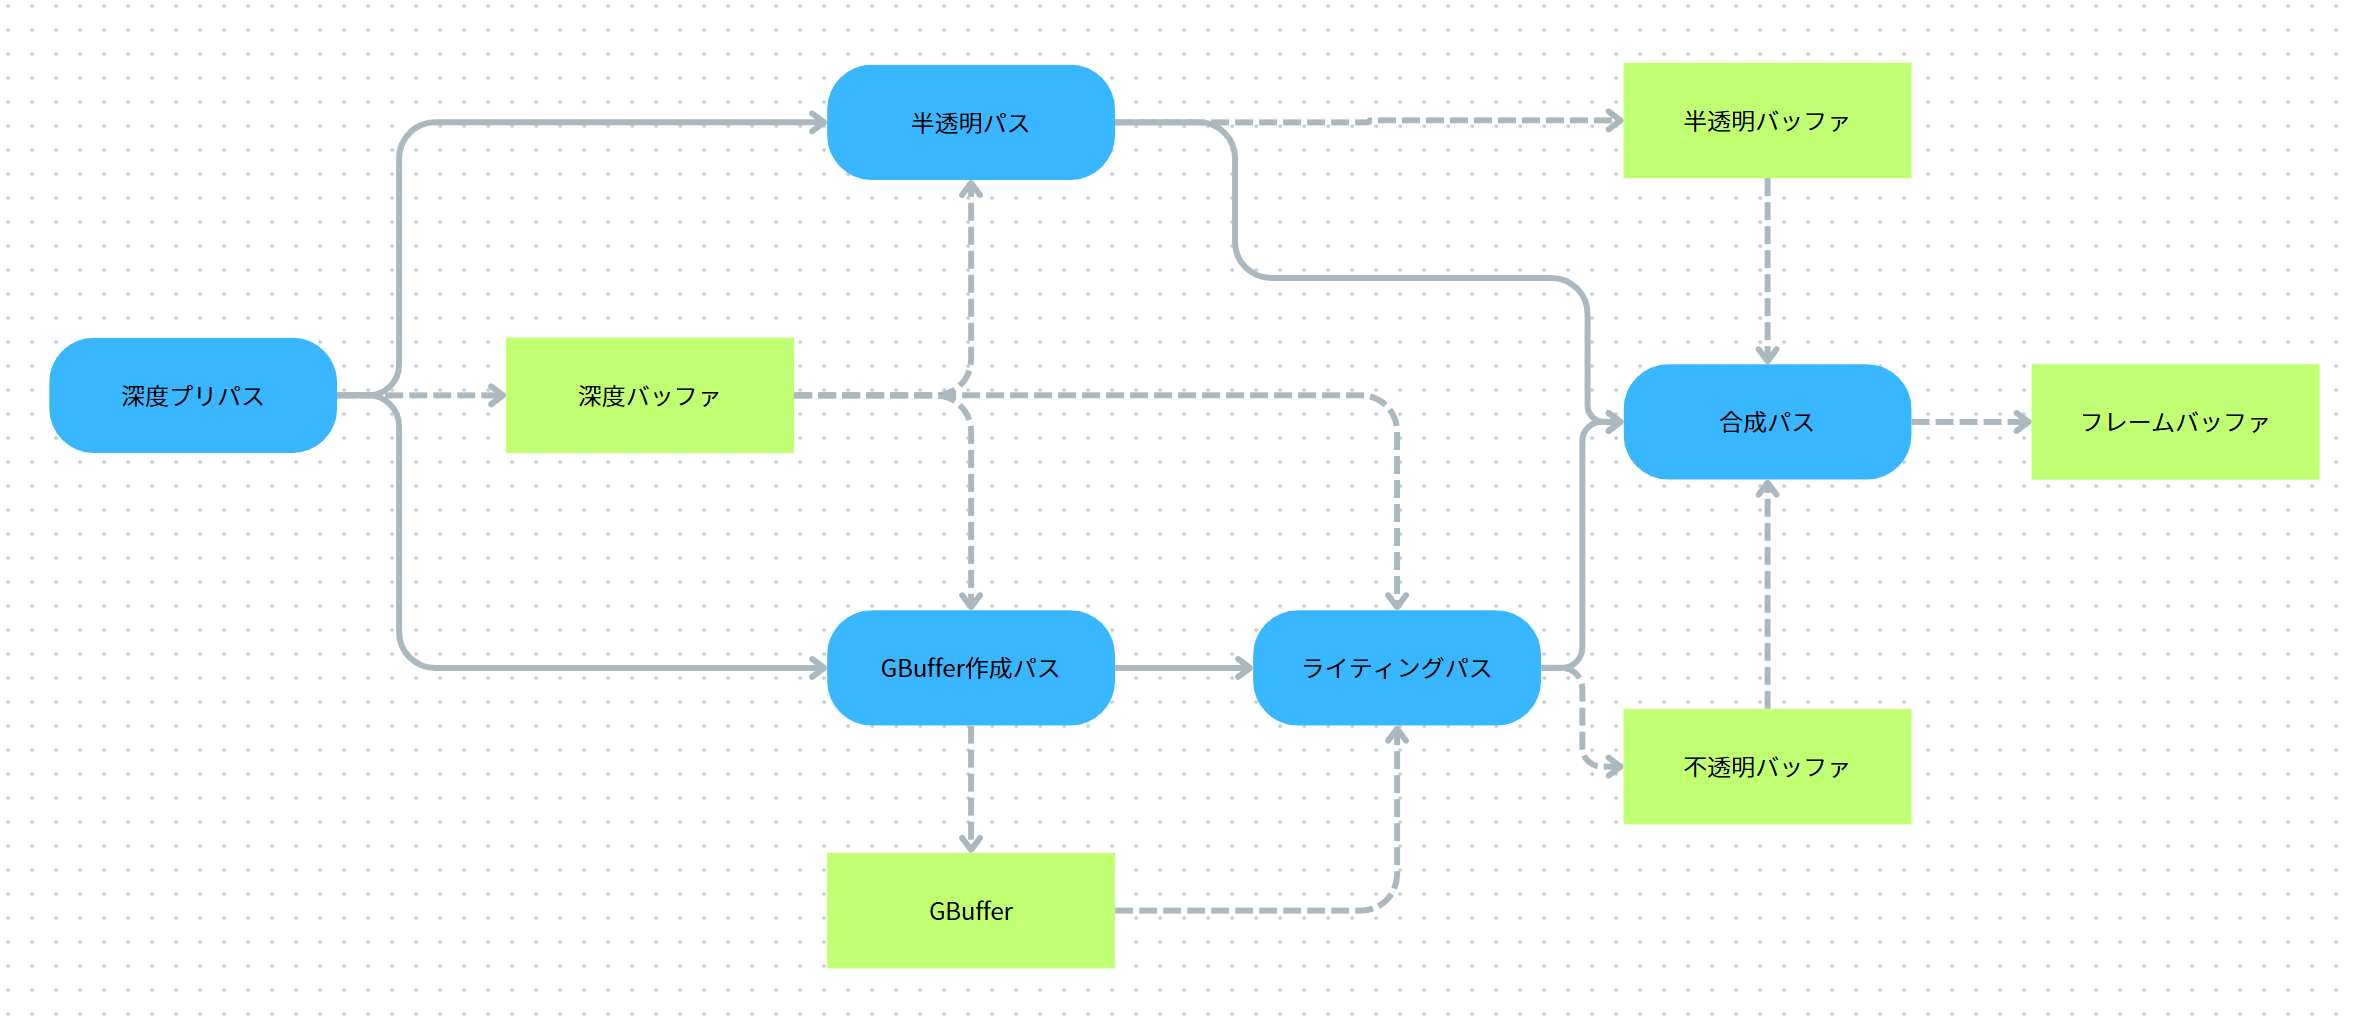 半透明パス
半透明バッファ
深度プリパス
深度バッファ
合成パス
フレームバッファ
GBuffer作成パス
ライティングパス
不透明バッファ
GBuffer